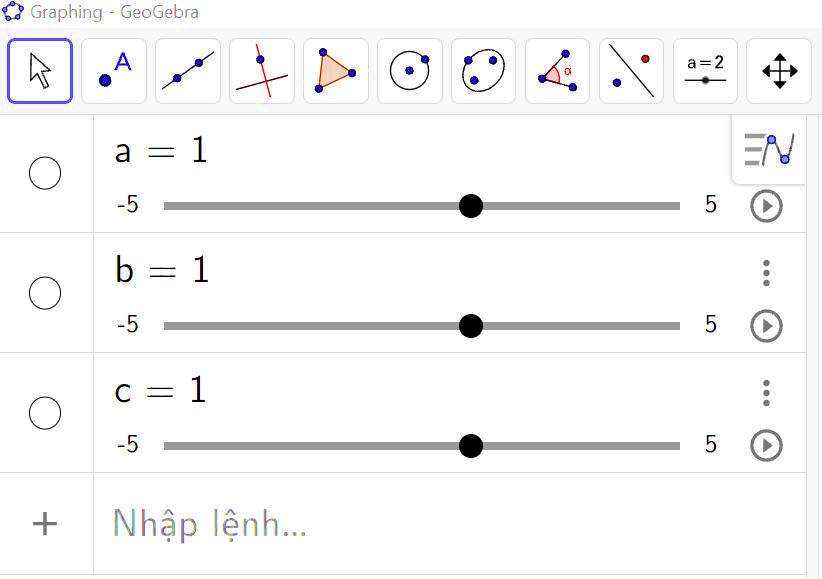 Graphing - GeoGebra
A α a = 2
a = 1
-5 5
b = 1
-5 5
c = 1
-5 5
+ Nhập lệnh...